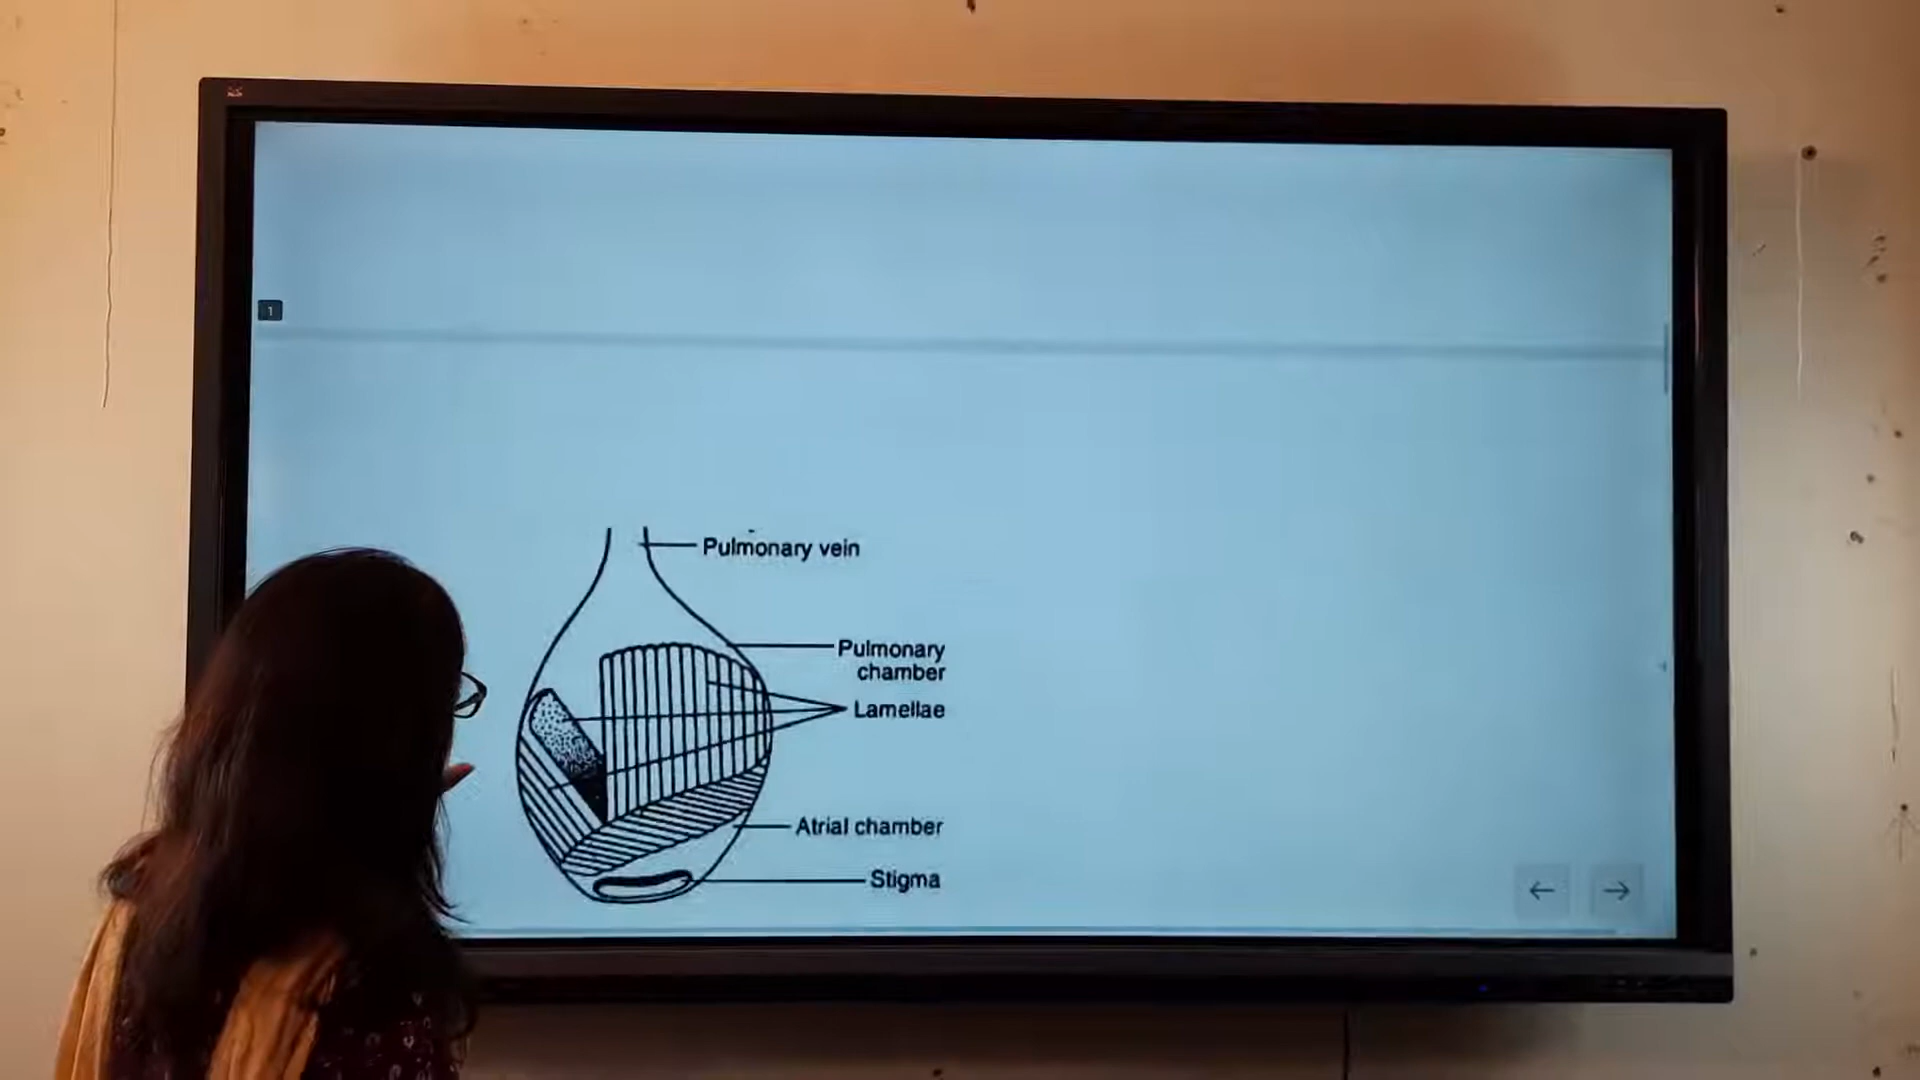 1
Pulmonary vein
Pulmonary
chamber
Lamellae
Atrial chamber
Stigma